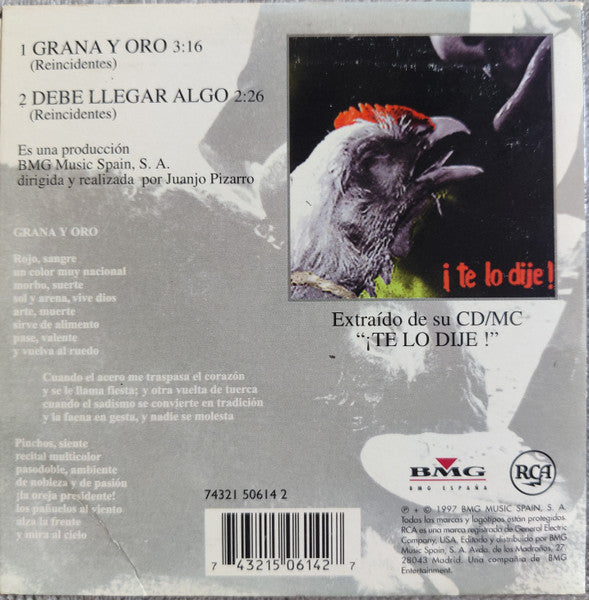 1 GRANA Y ORO 3:16
(Reincidentes)
2 DEBE LLEGAR ALGO 2:26
(Reincidentes)
Es una producción
BMG Music Spain, S. A.
dirigida y realizada por Juanjo Pizarro
GRANA Y ORO
Rojo, sangre
un color muy nacional
morbo, suerte
sol y arena, vive dios
arte, muerte
sirve de alimento
pase, valiente
y vuelva al ruedo
Cuando el acero me traspasa el corazón
y se le llama fiesta; y otra vuelta de tuerca
cuando el sadismo se convierte en tradición
y la faena en gesta, y nadie se molesta
Pinchos, siente
recital multicolor
pasodoble, ambiente
de nobleza y de pasión
¡la oreja presidente!
los pañuelos al viento
alza la frente
y mira al cielo
¡te lo dije!
Extraído de su CD/MC
“¡TE LO DIJE !”
BMG
BMG ESPAÑA
RCA
74321 50614 2
7 43215 06142 7
℗ + © 1997 BMG MUSIC SPAIN, S. A.
Todas las marcas y logotipos están protegidos.
RCA es una marca registrada de General Electric
Company, USA. Editado y distribuido por BMG
Music Spain, S. A. Avda. de los Madroños, 27
28043 Madrid. Una compañía de BMG
Entertainment.